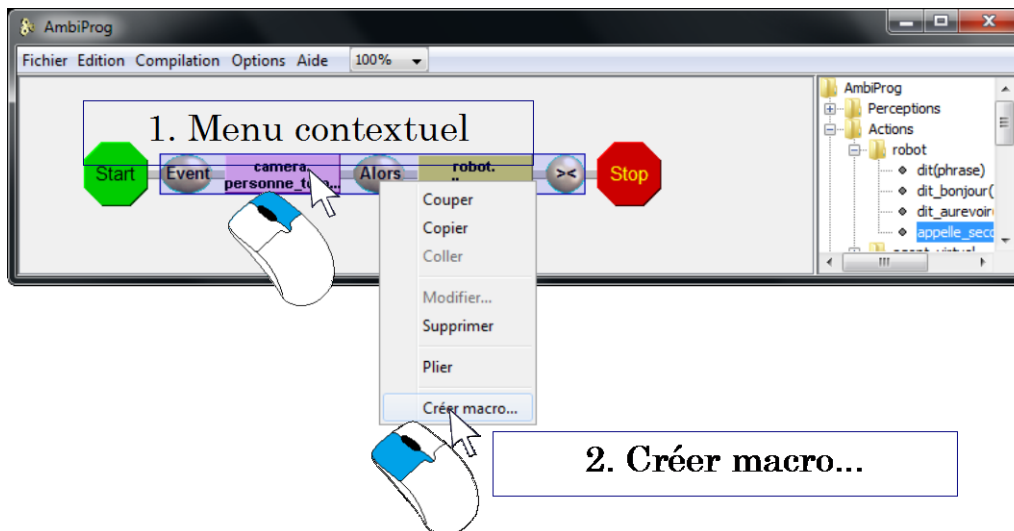 AmbiProg
Fichier Edition Compilation Options Aide 100%
AmbiProg
Perceptions
Actions
robot
dit(phrase)
dit_bonjour(
dit_aurevoir
appelle_seco
1. Menu contextuel
Start Event camera. Alors robot. >< Stop
personne_tom...
Couper
Copier
Coller
Modifier...
Supprimer
Plier
Créer macro...
2. Créer macro...